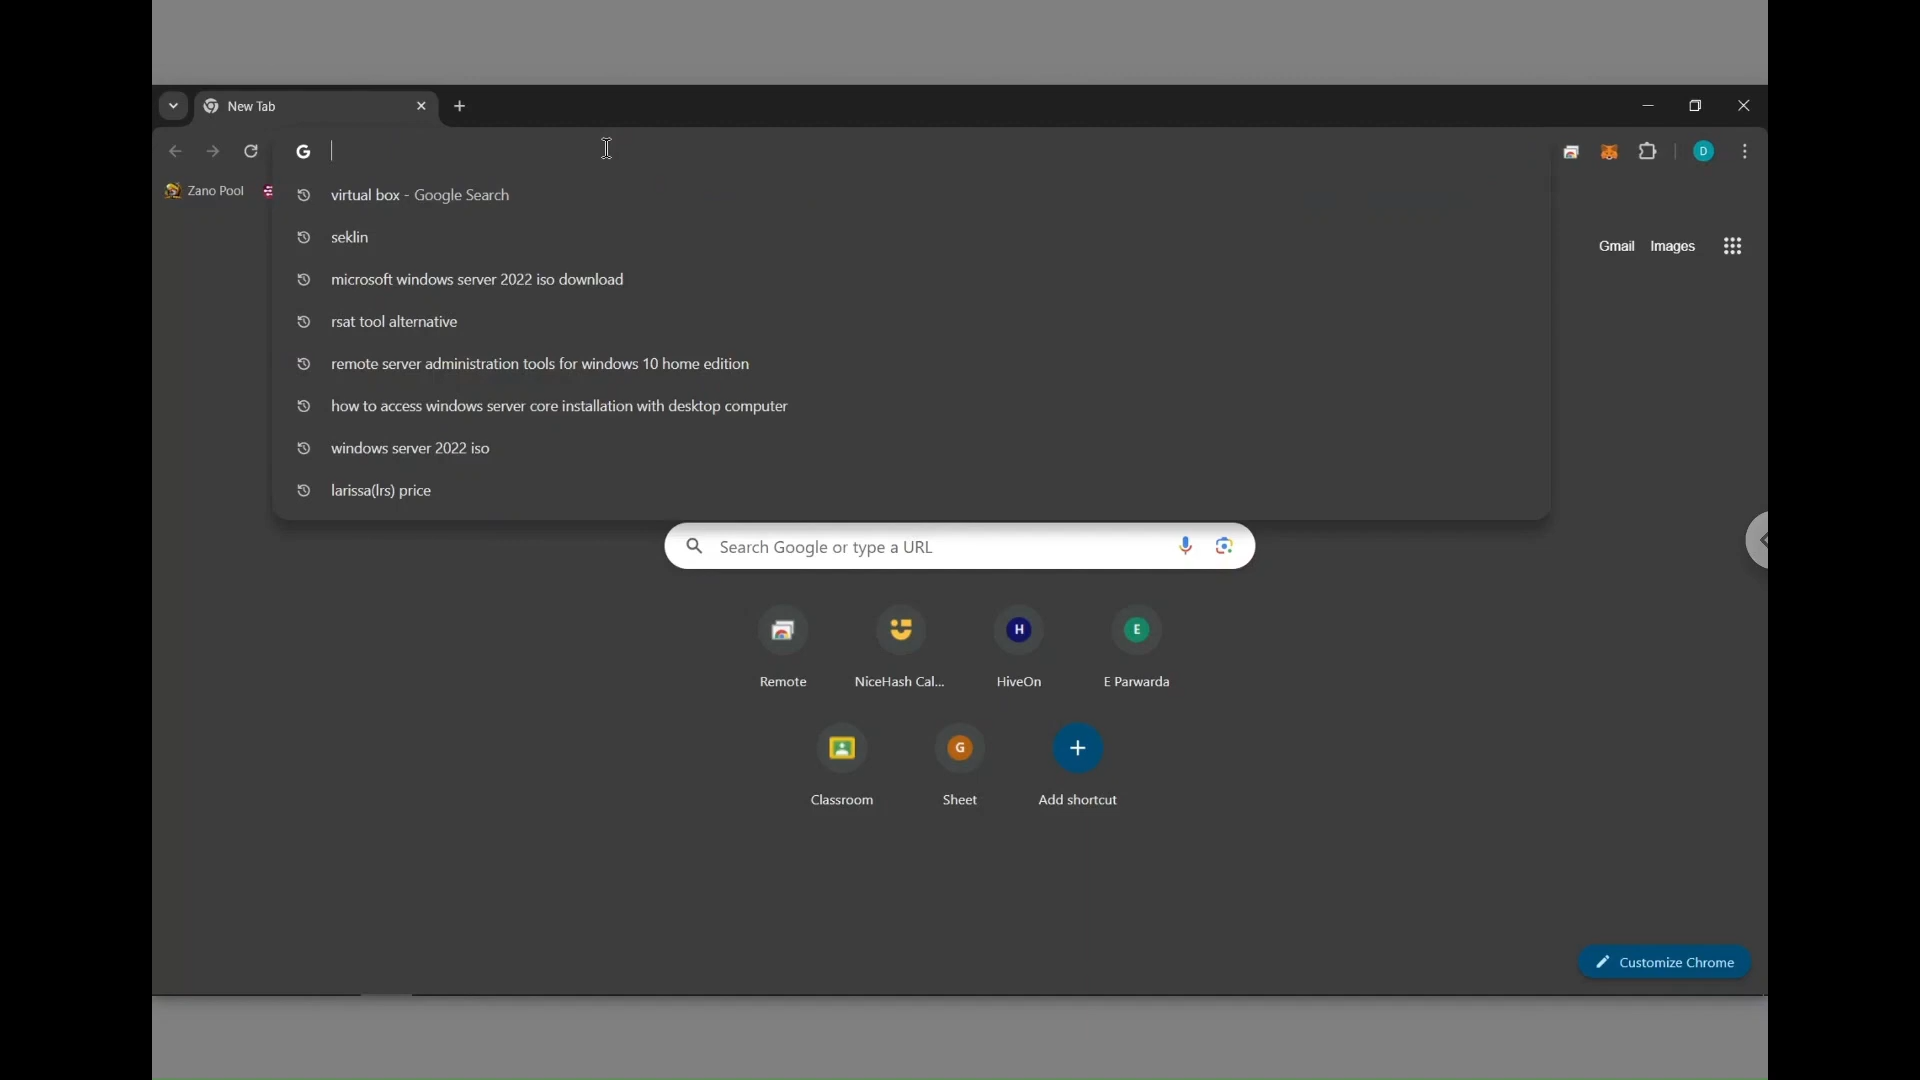 New Tab
G
D
Zano Pool
virtual box - Google Search
seklin
Gmail Images
microsoft windows server 2022 iso download
rsat tool alternative
remote server administration tools for windows 10 home edition
how to access windows server core installation with desktop computer
windows server 2022 iso
larissa(lrs) price
Search Google or type a URL
H
E
Remote
NiceHash Cal...
HiveOn
E Parwarda
G
Classroom
Sheet
Add shortcut
Customize Chrome